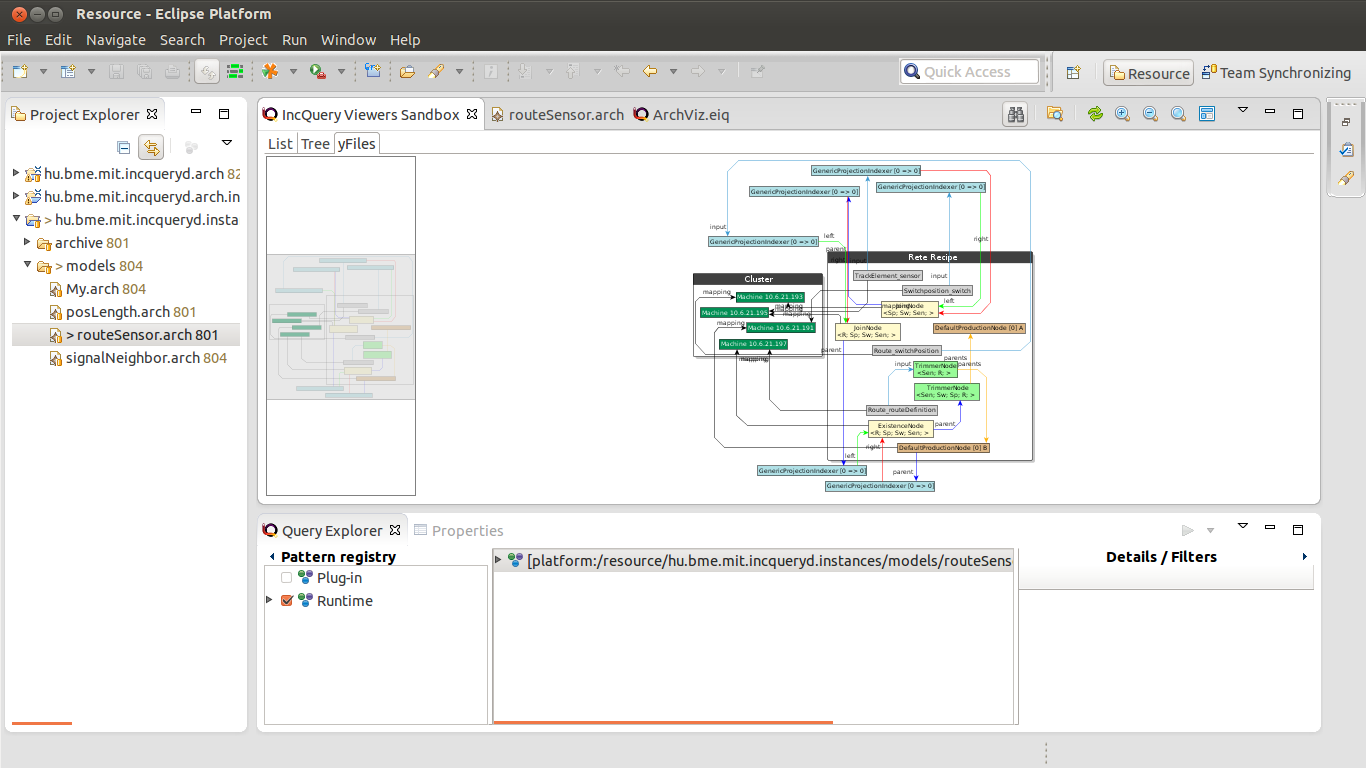 Resource - Eclipse Platform
File Edit Navigate Search Project Run Window Help
Quick Access
Resource
Team Synchronizing
Project Explorer
hu.bme.mit.incqueryd.arch 82
hu.bme.mit.incqueryd.arch.in
> hu.bme.mit.incqueryd.insta
archive 801
> models 804
My.arch 804
posLength.arch 801
> routeSensor.arch 801
signalNeighbor.arch 804
IncQuery Viewers Sandbox
routeSensor.arch
ArchViz.eiq
List Tree yFiles
GenericProjectionIndexer [0 => 0]
GenericProjectionIndexer [0 => 0]
GenericProjectionIndexer [0 => 0]
input
left
right
GenericProjectionIndexer [0 => 0]
parent
Rete Recipe
right
input
TrackElement_sensor
input
Cluster
mapping
Switchposition_switch
Machine 10.6.21.193
left
mapping
JoinNode
<Sp; Sw; Sen; >
Machine 10.6.21.195
mapping
mapping
Machine 10.6.21.191
JoinNode
<R; Sp; Sw; Sen; >
DefaultProductionNode [0] A
Machine 10.6.21.197
parent
Route_switchPosition
mapping
parents
input
TrimmerNode
<Sen; R; >
parents
TrimmerNode
<Sen; Sw; Sp; R; >
Route_routeDefinition
ExistenceNode
<R; Sp; Sw; Sen; >
parent
right
left
DefaultProductionNode [0] B
GenericProjectionIndexer [0 => 0]
parent
GenericProjectionIndexer [0 => 0]
Query Explorer
Properties
Pattern registry
Plug-in
Runtime
[platform:/resource/hu.bme.mit.incqueryd.instances/models/routeSens
Details / Filters